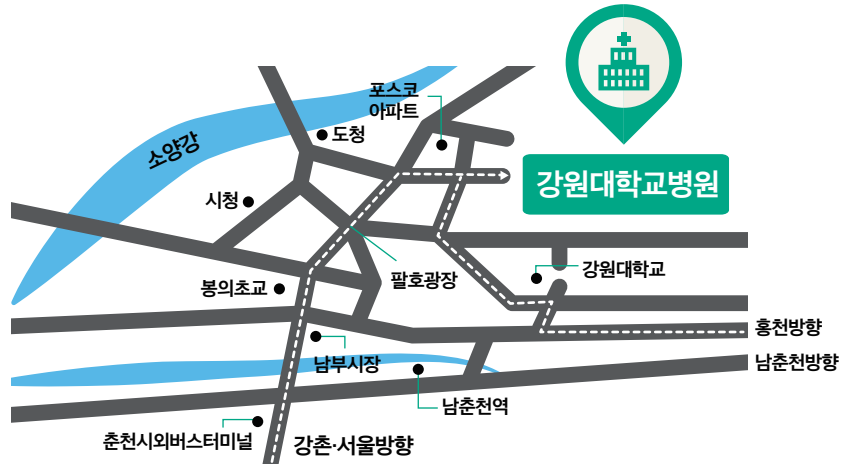 포스코
아파트
도청
소양강
강원대학교병원
시청
팔호광장
강원대학교
봉의초교
홍천방향
남부시장
남춘천방향
남춘천역
춘천시외버스터미널
강촌·서울방향